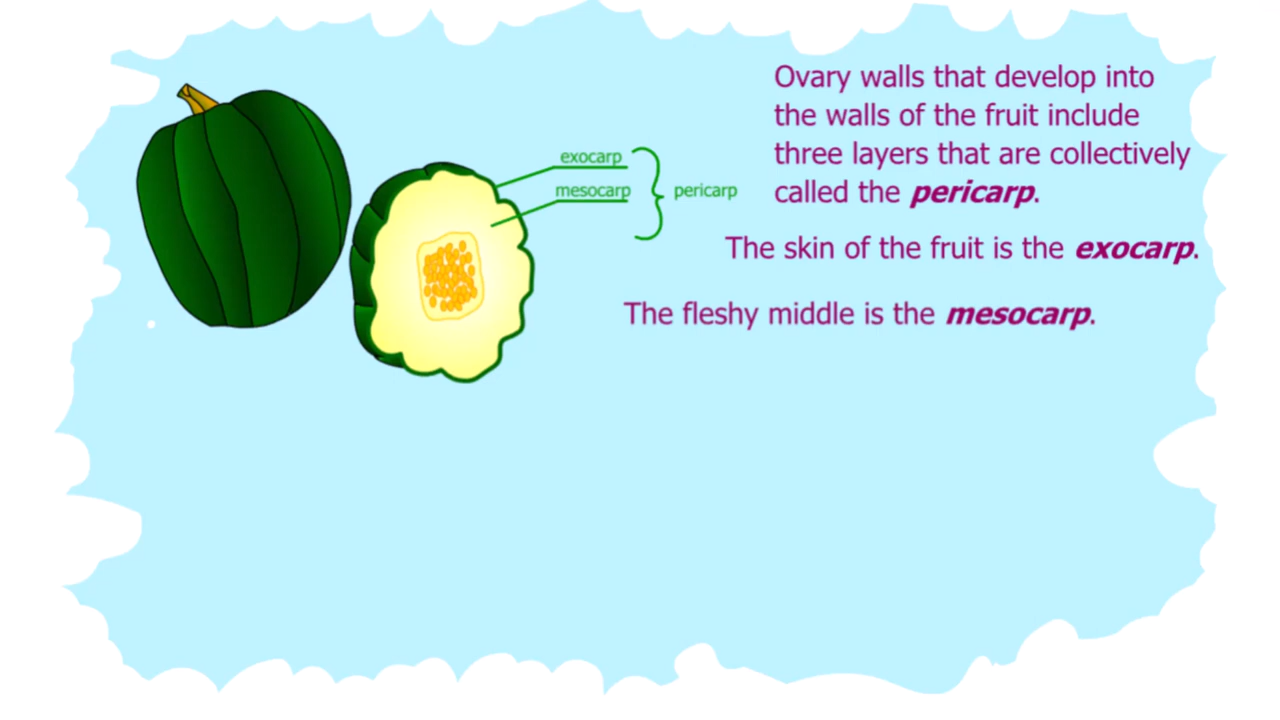 Ovary walls that develop into
the walls of the fruit include
three layers that are collectively
called the pericarp.
exocarp
mesocarp
pericarp
The skin of the fruit is the exocarp.
The fleshy middle is the mesocarp.